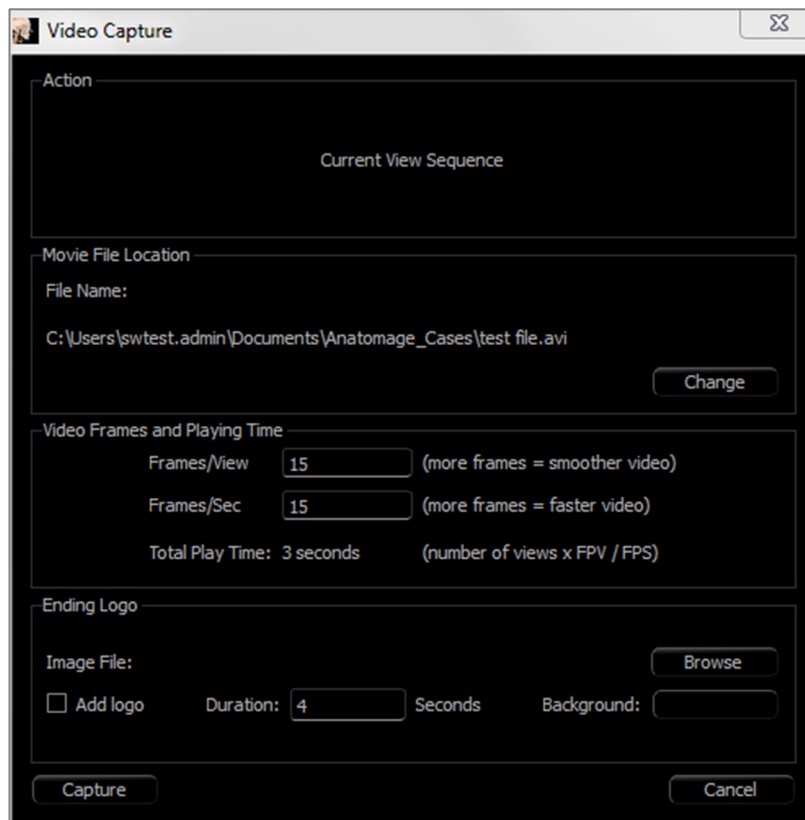 Video Capture
Action
Current View Sequence
Movie File Location
File Name:
C:\Users\swtest.admin\Documents\Anatomage_Cases\test file.avi
Change
Video Frames and Playing Time
Frames/View 15 (more frames = smoother video)
Frames/Sec 15 (more frames = faster video)
Total Play Time: 3 seconds (number of views x FPV / FPS)
Ending Logo
Image File: Browse
Add logo Duration: 4 Seconds Background:
Capture Cancel